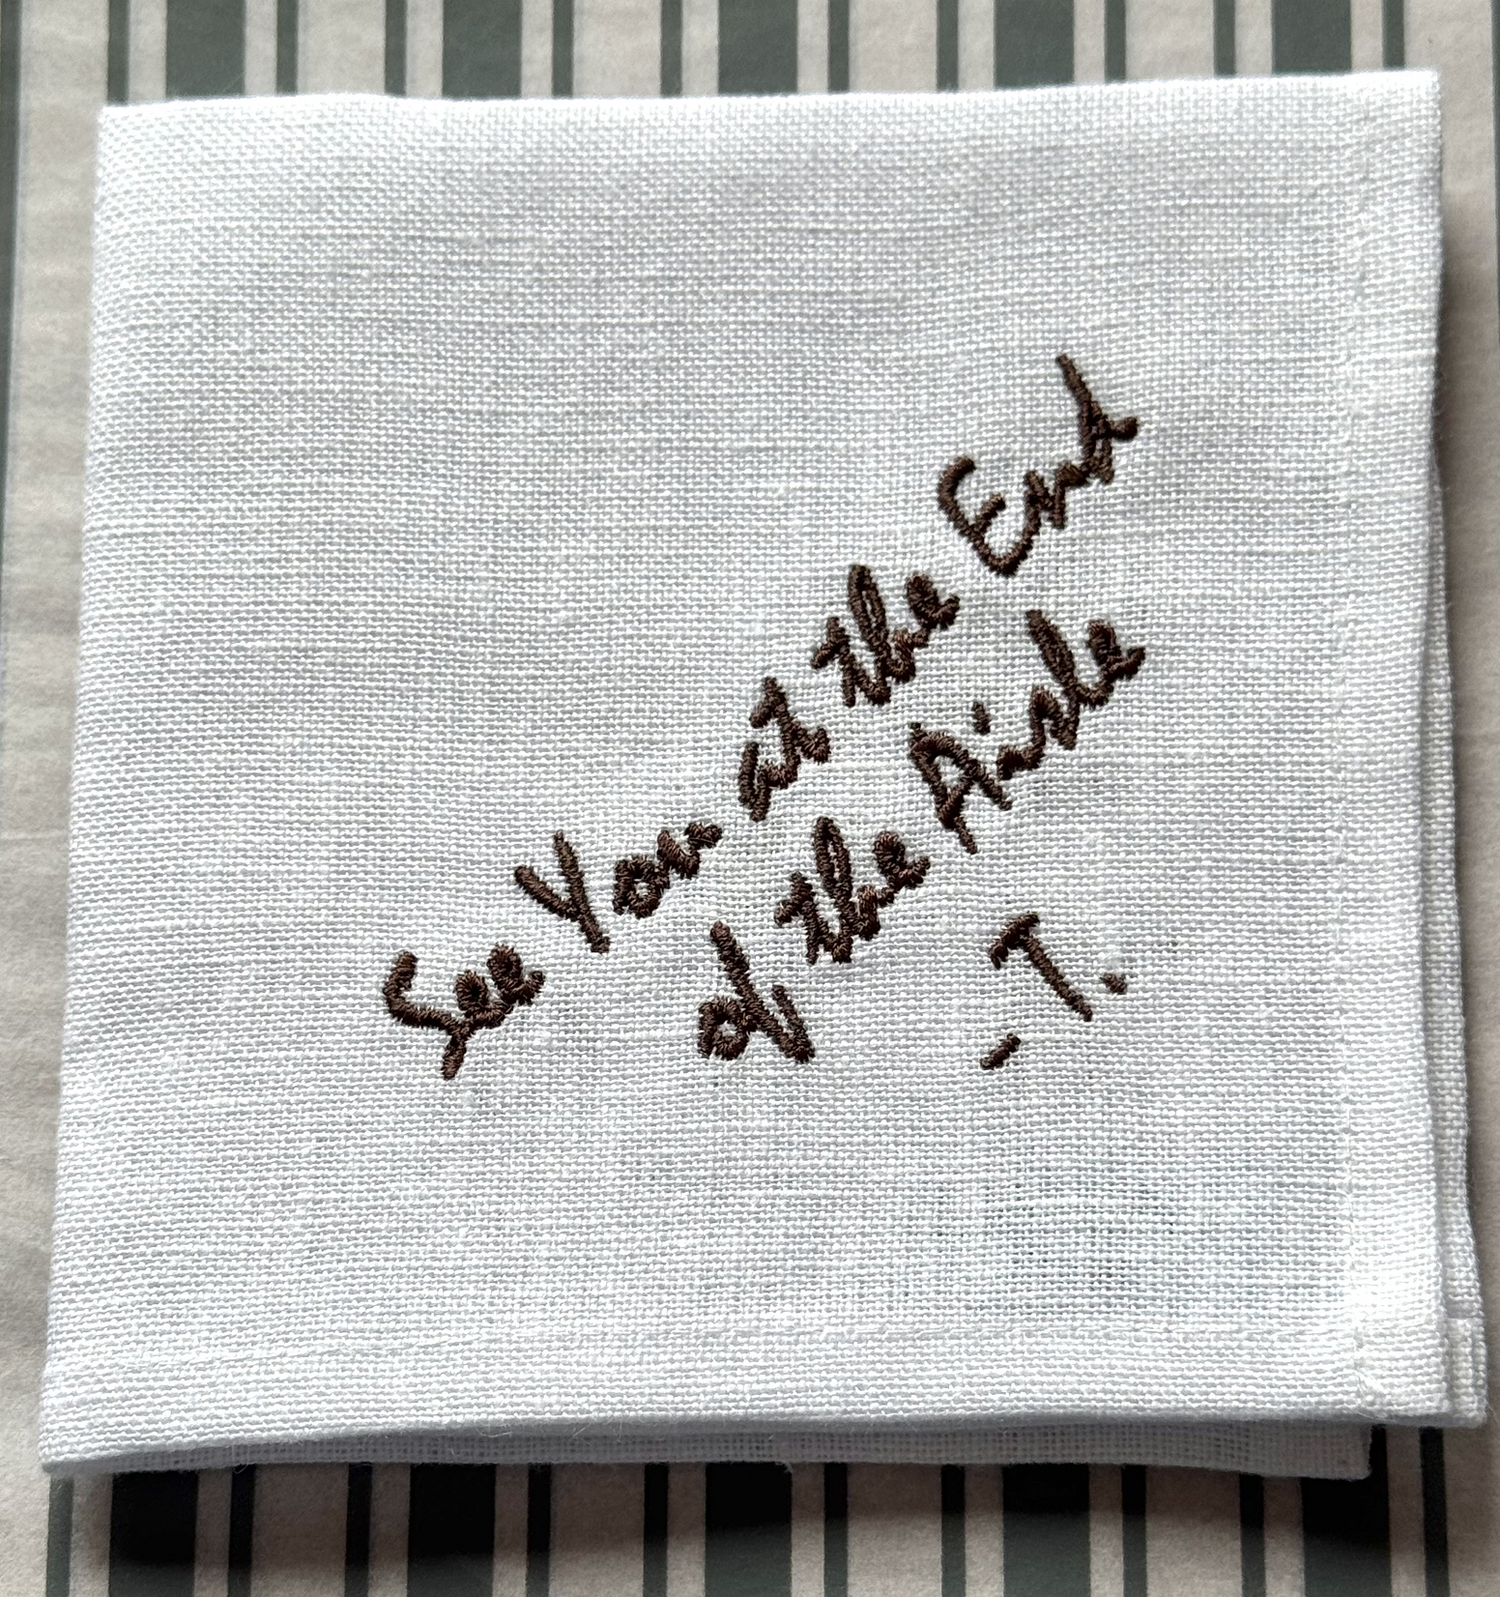 See You at the End
of the Aisle
- T.